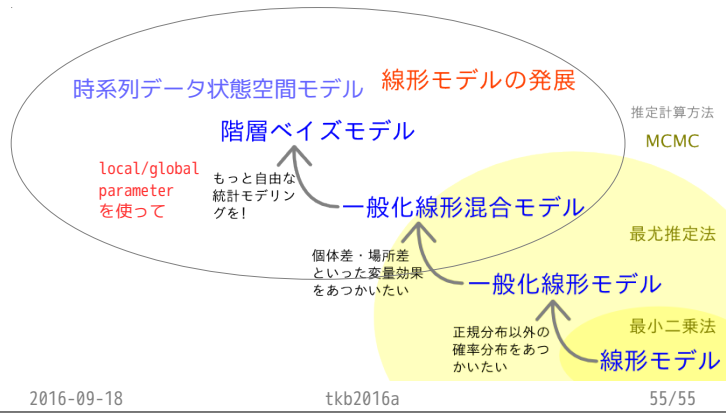 時系列データ状態空間モデル
線形モデルの発展
推定計算方法
MCMC
階層ベイズモデル
local/global
parameter
を使って
もっと自由な
統計モデリン
グを!
一般化線形混合モデル
最尤推定法
個体差・場所差
といった変量効果
をあつかいたい
一般化線形モデル
最小二乗法
正規分布以外の
確率分布をあつ
かいたい
線形モデル
2016-09-18
tkb2016a
55/55